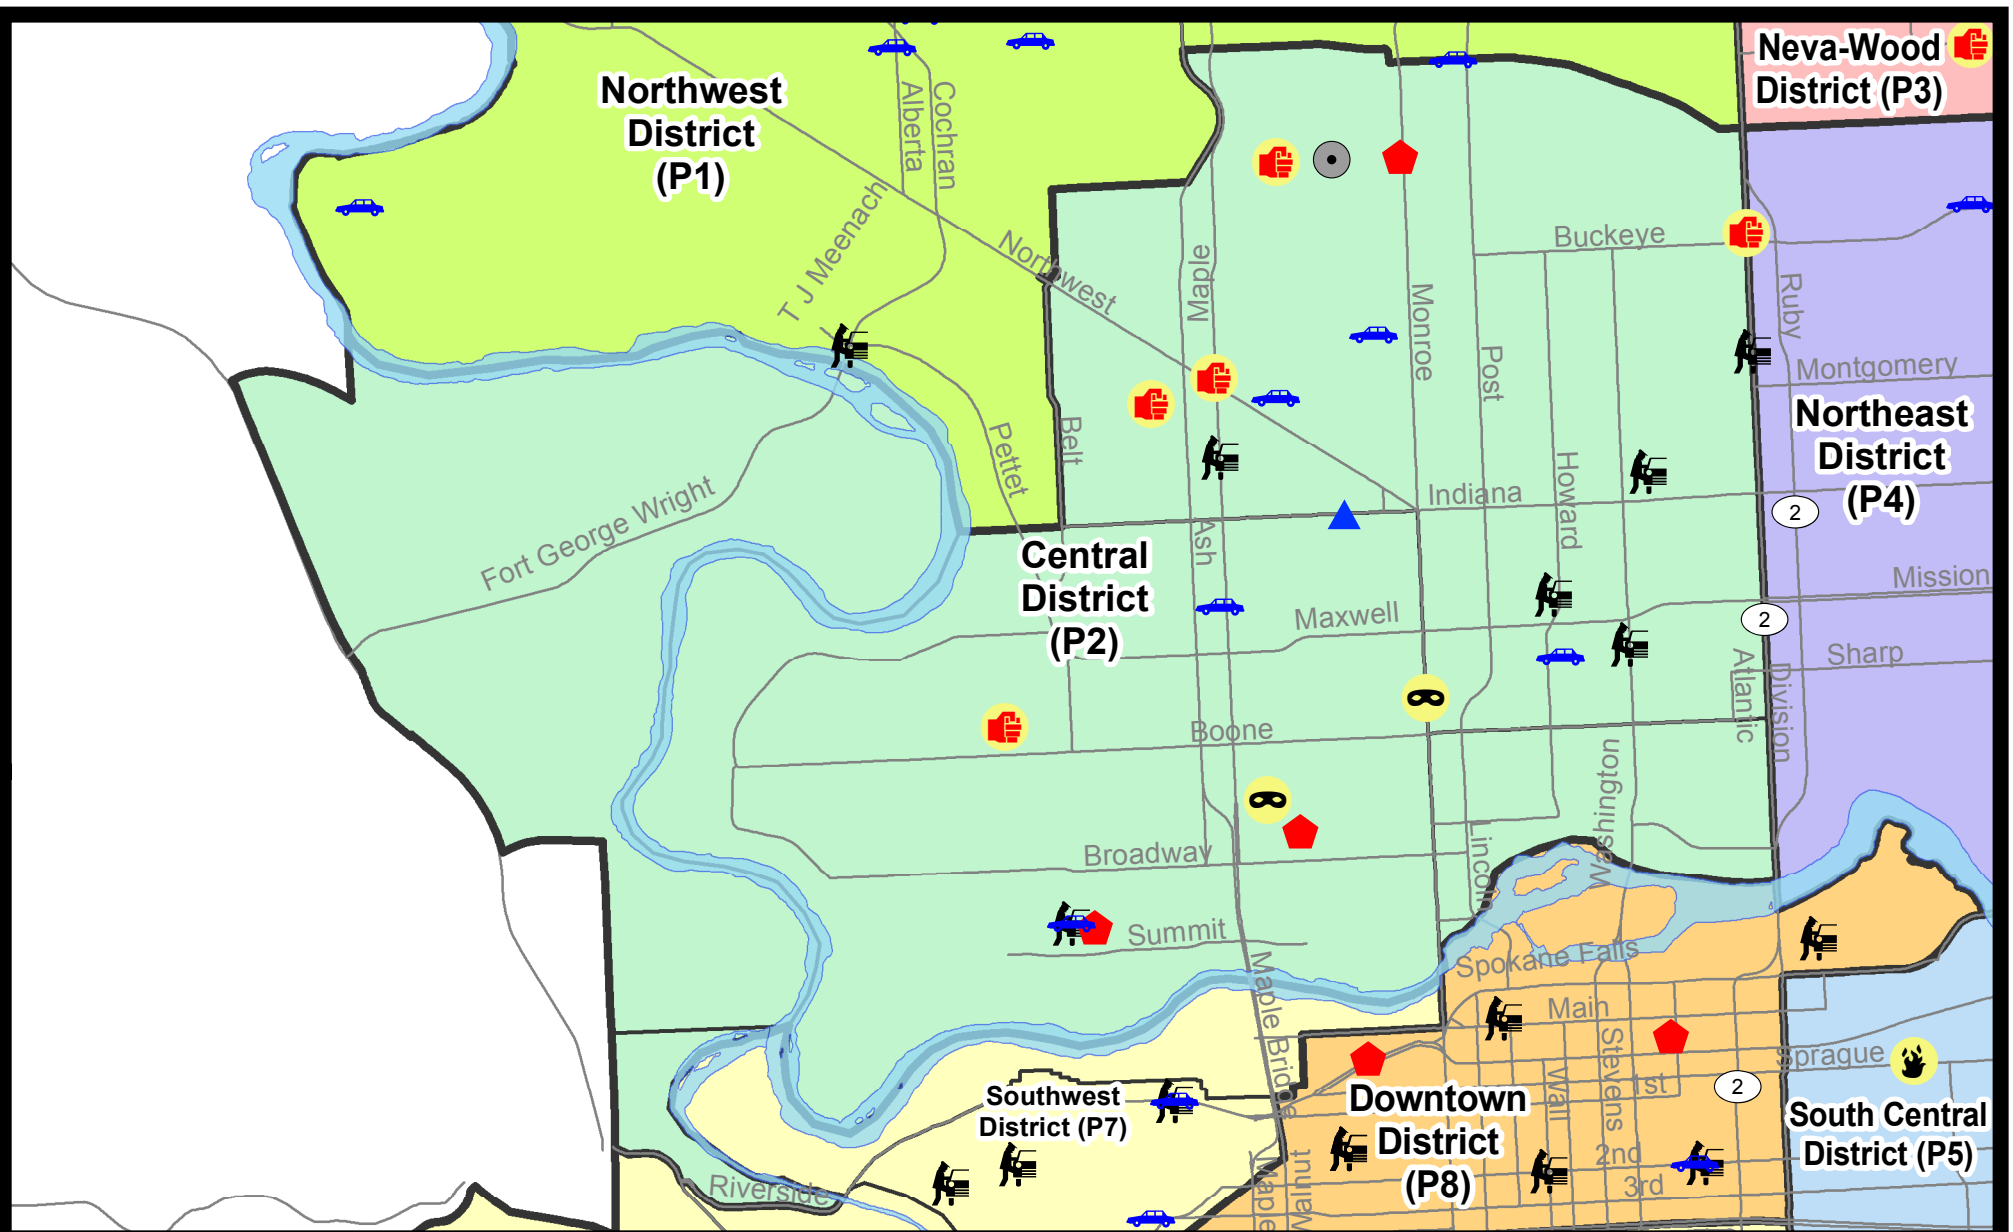 Northwest
District
(P1)
Alberta
Cochran
T J Meenach
Northwest
Neva-Wood
District (P3)
Buckeye
Maple
Monroe
Post
Ruby
Montgomery
Northeast
District
(P4)
Belt
Pettet
Fort George Wright
Indiana
Howard
Ash
2
Central
District
(P2)
Mission
Maxwell
2
Sharp
Atlantic
Division
Boone
Washington
Lincoln
Broadway
Summit
Spokane Falls
Maple Bridge
Main
Stevens
Sprague
Wall
1st
2
Southwest
District (P7)
Downtown
District
(P8)
South Central
District (P5)
2nd
3rd
Riverside
Maple
Walnut